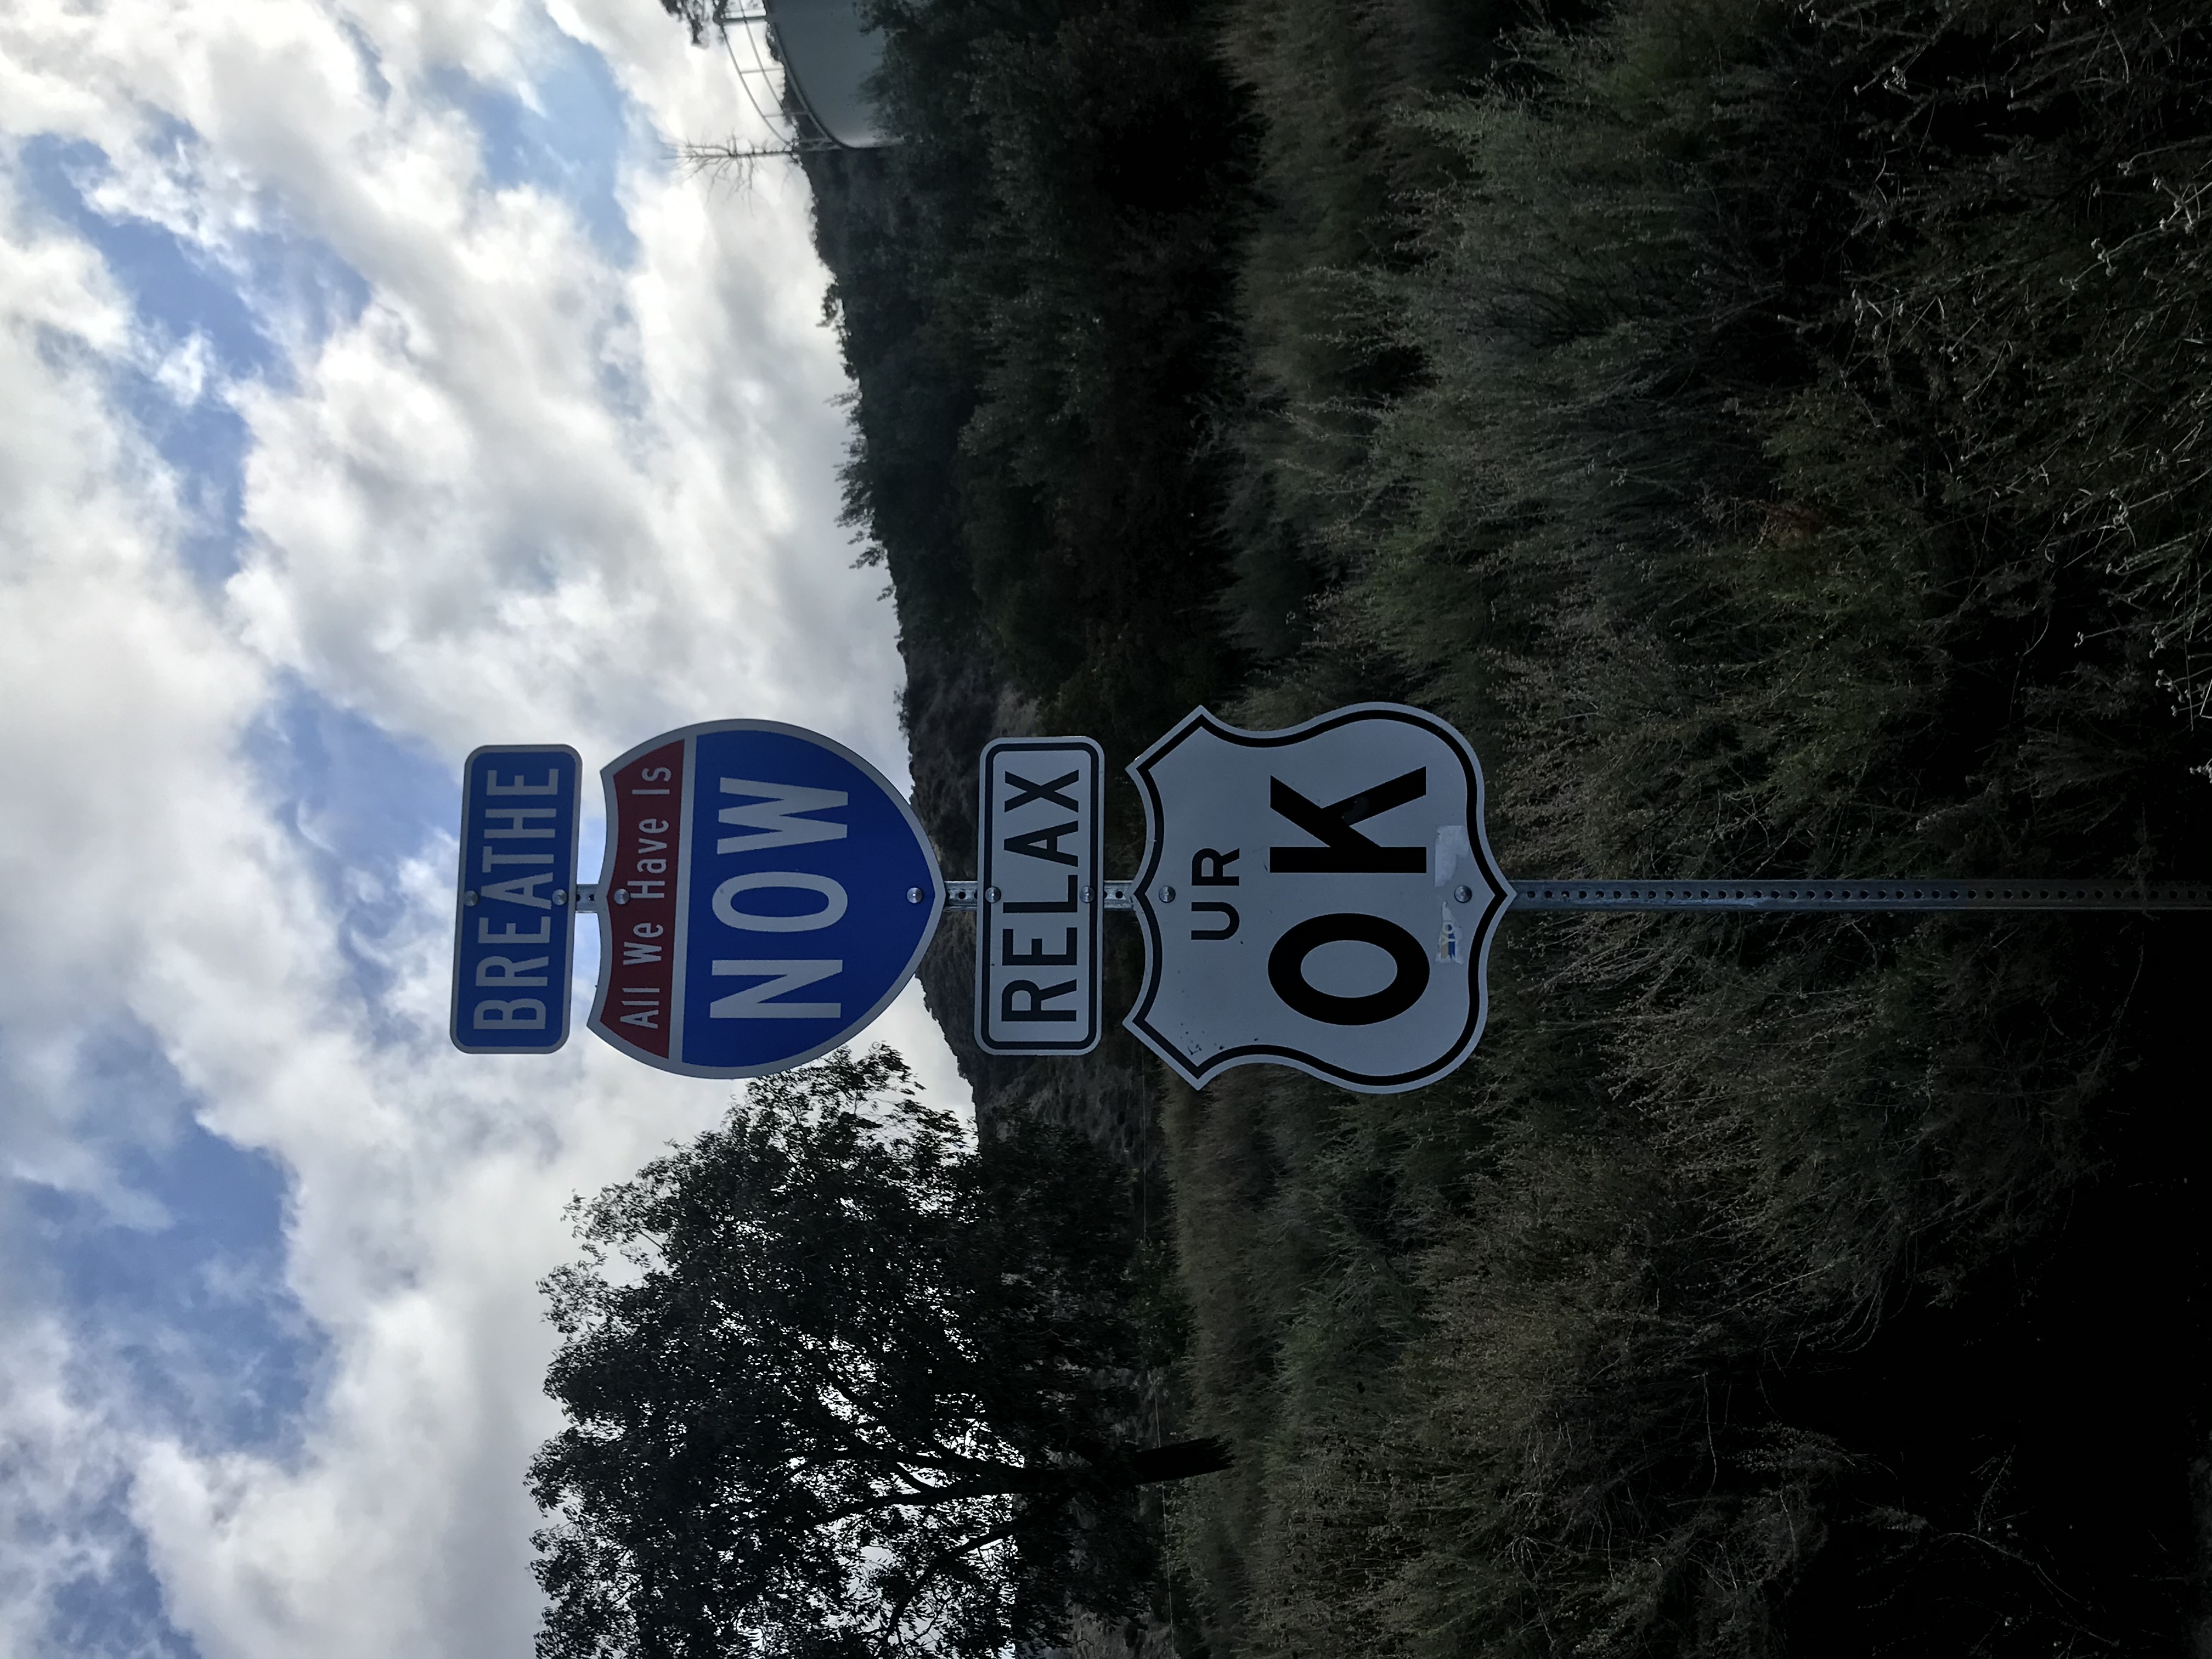 BREATHE
All We Have Is
NOW
RELAX
UR
OK